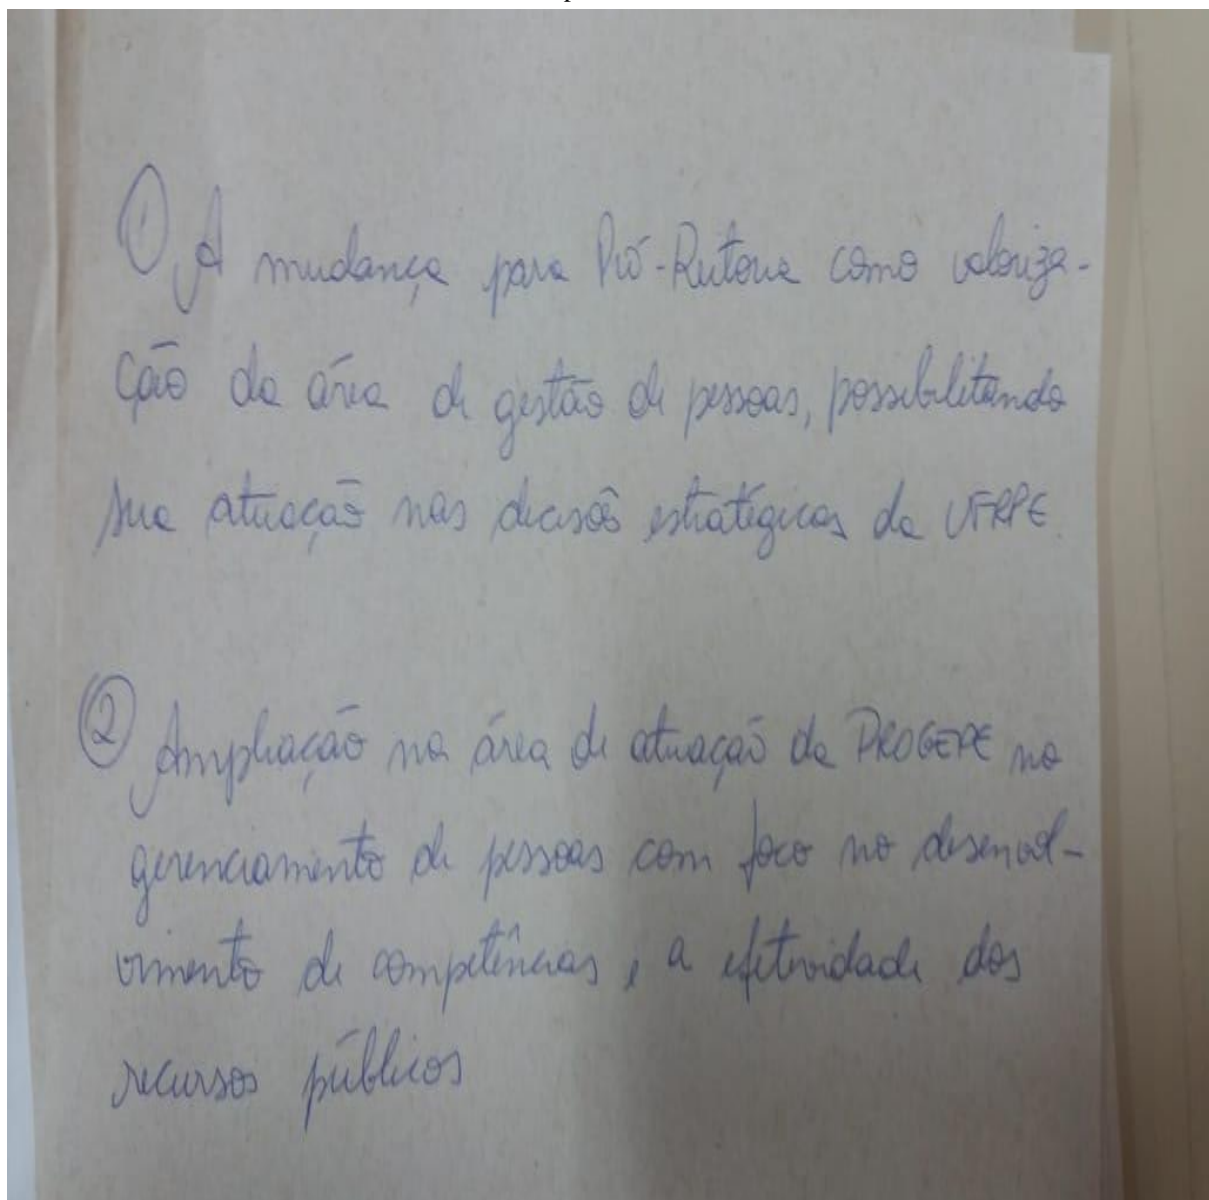 ① A mudança para Pró-Reitoria como valoriza-
ção da área de gestão de pessoas, possibilitando
sua atuação nas decisões estratégicas da UFRPE.
② Ampliação na área de atuação da PROGEPE no
gerenciamento de pessoas com foco no desenvol-
vimento de competências, a efetividade dos
recursos públicos